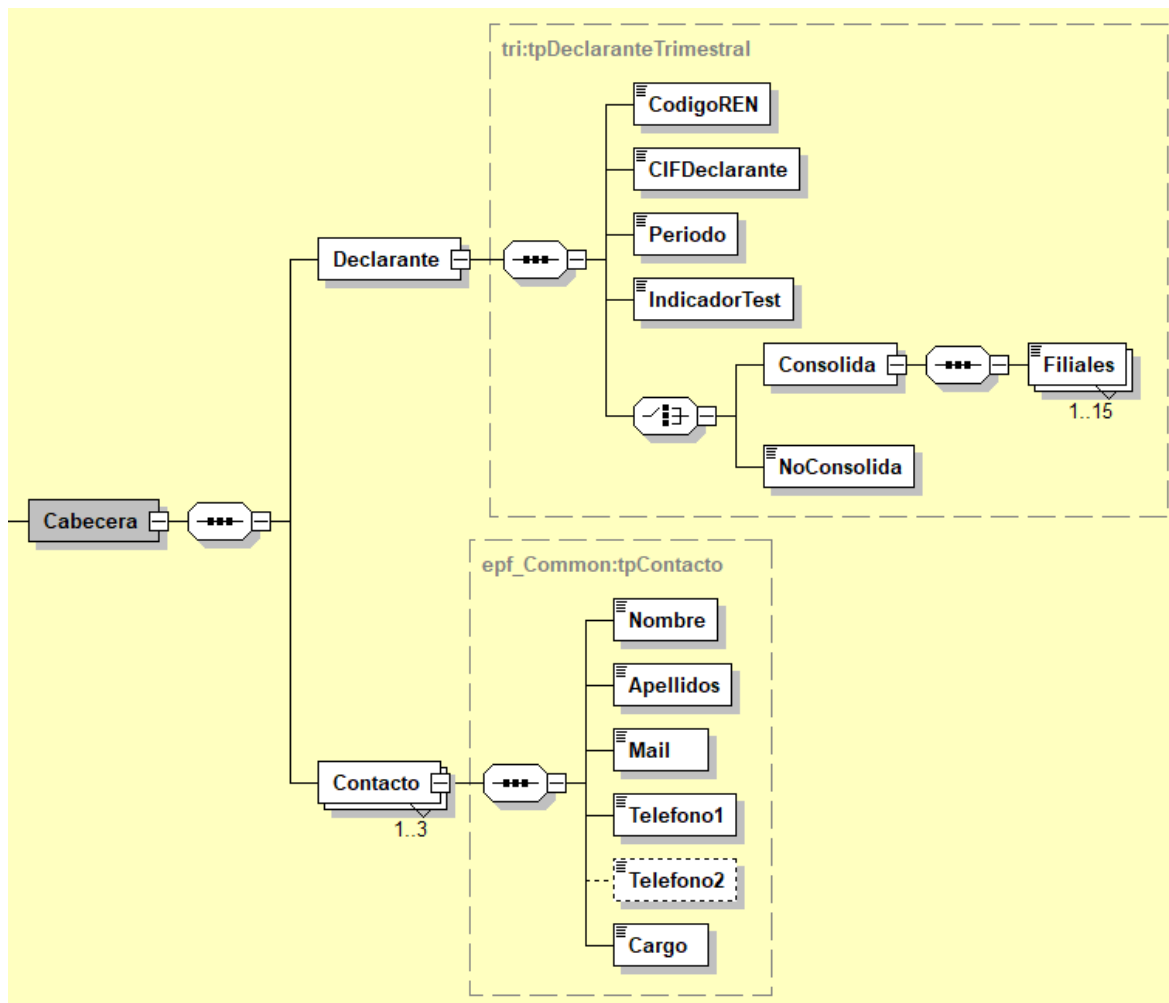 tri:tpDeclaranteTrimestral
CodigoREN
CIFDeclarante
Periodo
Declarante
IndicadorTest
Consolida
Filiales
1..15
NoConsolida
Cabecera
epf_Common:tpContacto
Nombre
Apellidos
Mail
Contacto
1..3
Telefono1
Telefono2
Cargo